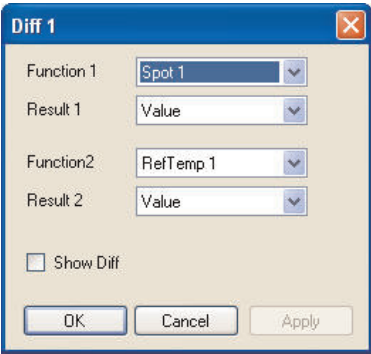 Diff 1
Function 1 Spot 1
Result 1 Value
Function2 RefTemp 1
Result 2 Value
Show Diff
OK Cancel Apply